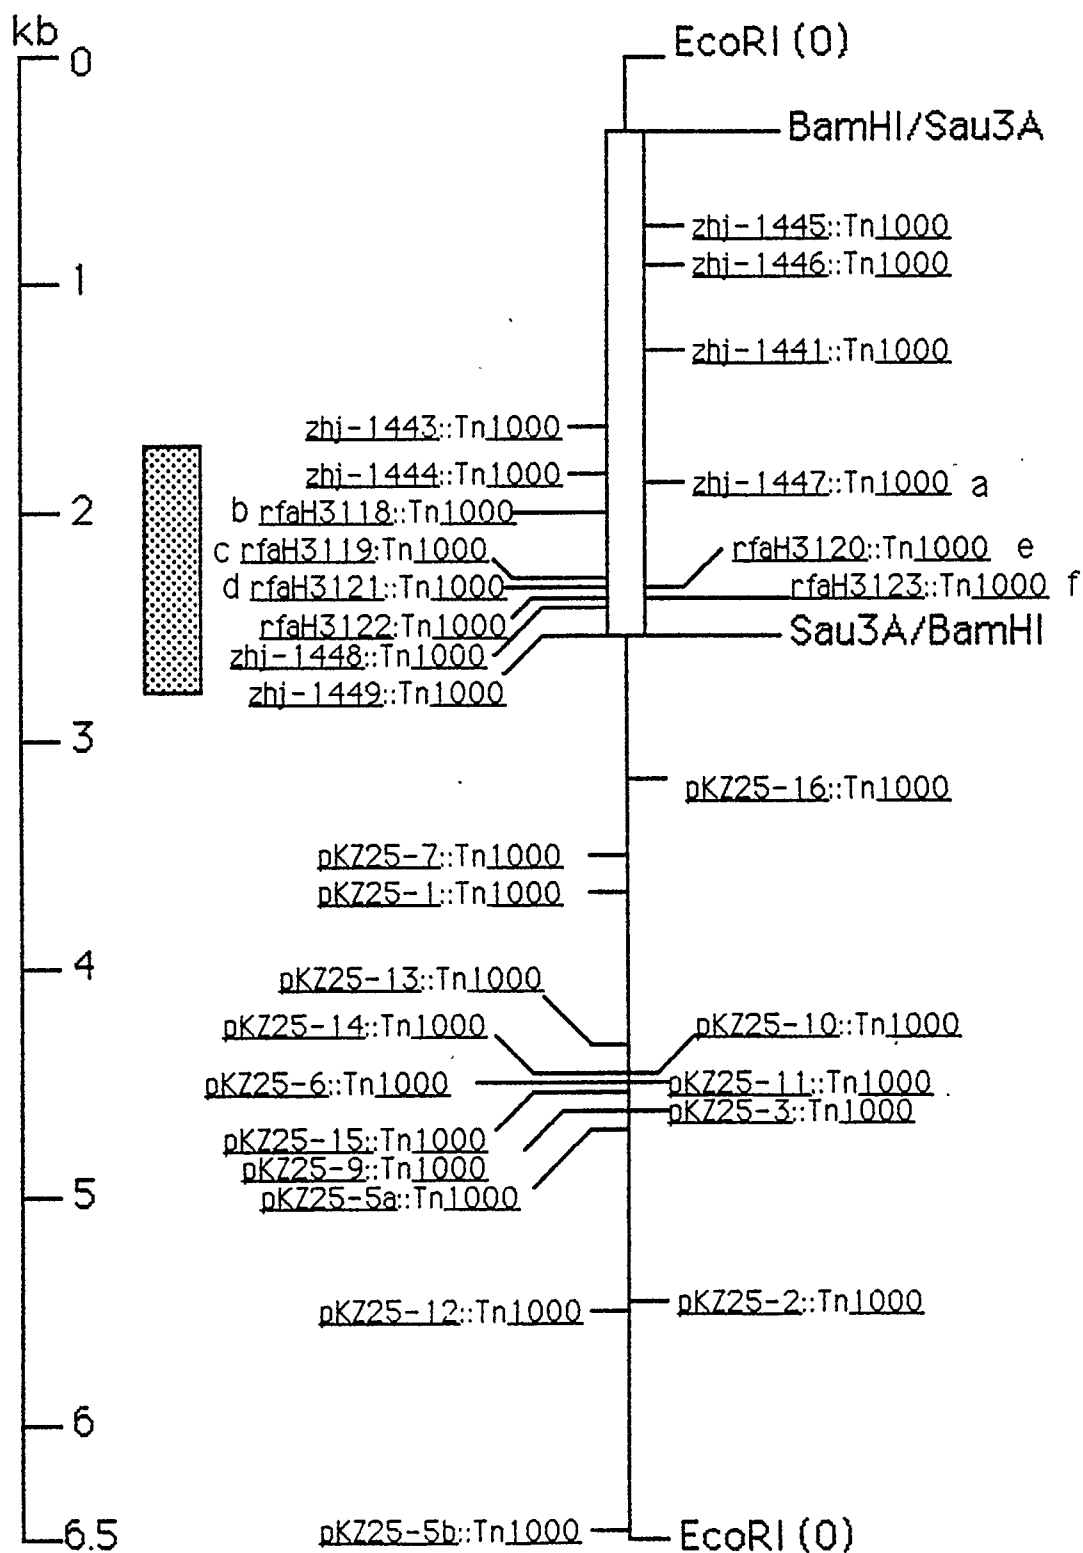 kb
0
EcoRI (0)
BamHI/Sau3A
zhj-1445::Tn1000
zhj-1446::Tn1000
1
zhj-1441::Tn1000
zhj-1443::Tn1000
zhj-1444::Tn1000
zhj-1447::Tn1000 a
2
b rfaH3118::Tn1000
c rfaH3119:Tn1000
rfaH3120::Tn1000 e
d rfaH3121::Tn1000
rfaH3123::Tn1000 f
rfaH3122:Tn1000
Sau3A/BamHI
zhj-1448::Tn1000
zhj-1449::Tn1000
3
pKZ25-16::Tn1000
pKZ25-7::Tn1000
pKZ25-1::Tn1000
4
pKZ25-13::Tn1000
pKZ25-14::Tn1000
pKZ25-10::Tn1000
pKZ25-6::Tn1000
pKZ25-11::Tn1000
pKZ25-3::Tn1000
pKZ25-15::Tn1000
pKZ25-9::Tn1000
5
pKZ25-5a::Tn1000
pKZ25-12::Tn1000
pKZ25-2::Tn1000
6
6.5
pKZ25-5b::Tn1000
EcoRI (0)